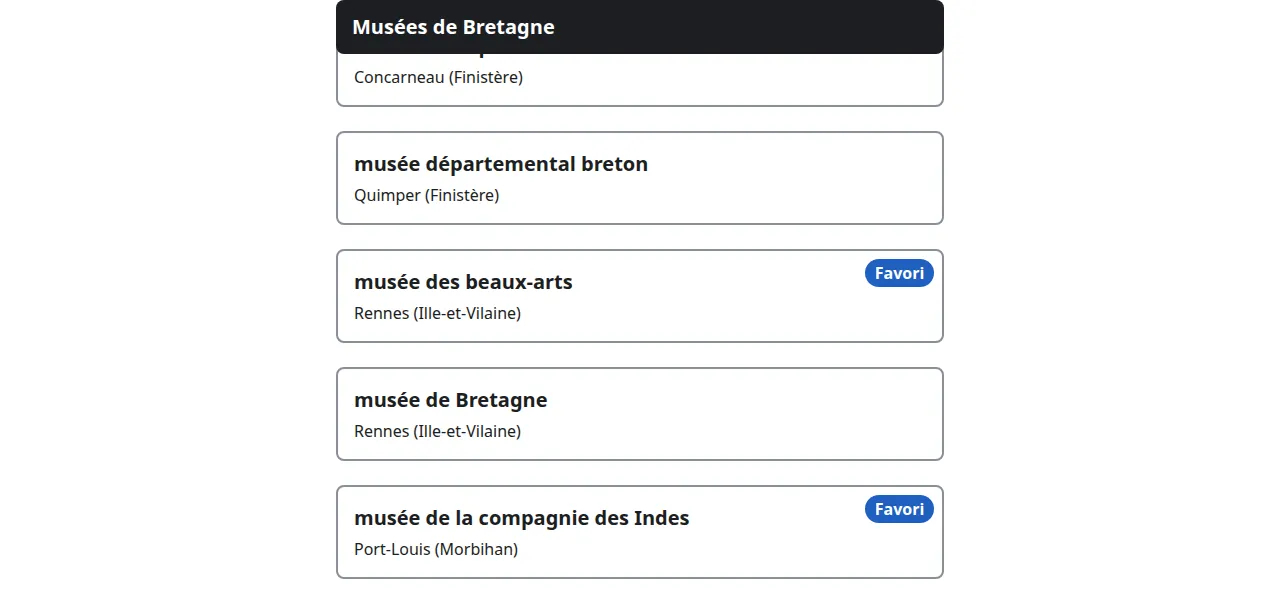 Musées de Bretagne
Concarneau (Finistère)
musée départemental breton
Quimper (Finistère)
Favori
musée des beaux-arts
Rennes (Ille-et-Vilaine)
musée de Bretagne
Rennes (Ille-et-Vilaine)
Favori
musée de la compagnie des Indes
Port-Louis (Morbihan)